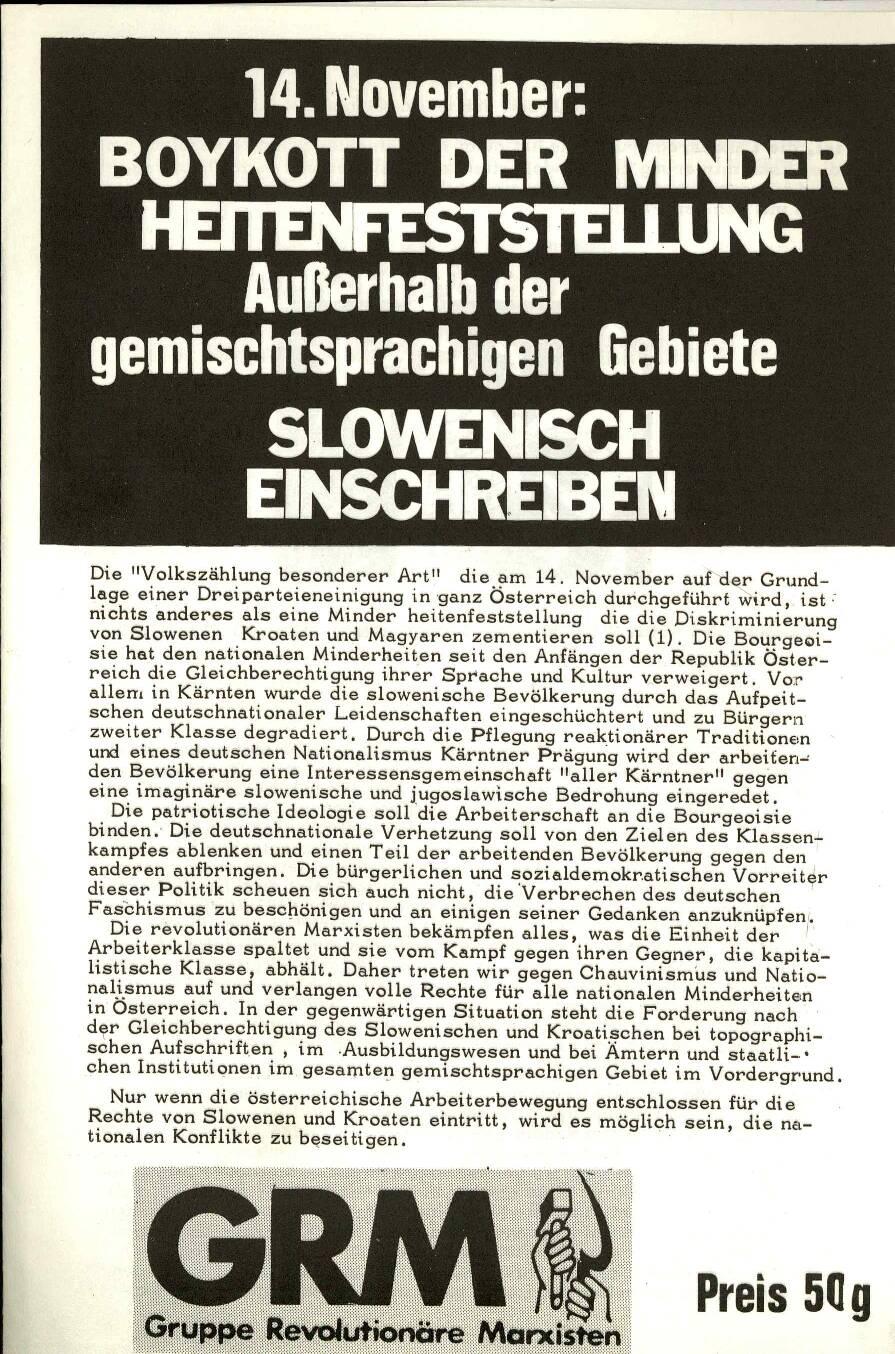 14. November:
BOYKOTT DER MINDER
HEITENFESTSTELLUNG
Außerhalb der
gemischtsprachigen Gebiete
SLOWENISCH
EINSCHREIBEN
Die "Volkszählung besonderer Art" die am 14. November auf der Grund-
lage einer Dreiparteieneinigung in ganz Österreich durchgeführt wird, ist
nichts anderes als eine Minder heitenfeststellung die die Diskriminierung
von Slowenen Kroaten und Magyaren zementieren soll (1). Die Bourgeoi-
sie hat den nationalen Minderheiten seit den Anfängen der Republik Öster-
reich die Gleichberechtigung ihrer Sprache und Kultur verweigert. Vor
allem in Kärnten wurde die slowenische Bevölkerung durch das Aufpeit-
schen deutschnationaler Leidenschaften eingeschüchtert und zu Bürgern
zweiter Klasse degradiert. Durch die Pflegung reaktionärer Traditionen
und eines deutschen Nationalismus Kärntner Prägung wird der arbeiten-
den Bevölkerung eine Interessensgemeinschaft "aller Kärntner" gegen
eine imaginäre slowenische und jugoslawische Bedrohung eingeredet.
Die patriotische Ideologie soll die Arbeiterschaft an die Bourgeoisie
binden. Die deutschnationale Verhetzung soll von den Zielen des Klassen-
kampfes ablenken und einen Teil der arbeitenden Bevölkerung gegen den
anderen aufbringen. Die bürgerlichen und sozialdemokratischen Vorreiter
dieser Politik scheuen sich auch nicht, die Verbrechen des deutschen
Faschismus zu beschönigen und an einigen seiner Gedanken anzuknüpfen.
Die revolutionären Marxisten bekämpfen alles, was die Einheit der
Arbeiterklasse spaltet und sie vom Kampf gegen ihren Gegner, die kapita-
listische Klasse, abhält. Daher treten wir gegen Chauvinismus und Natio-
nalismus auf und verlangen volle Rechte für alle nationalen Minderheiten
in Österreich. In der gegenwärtigen Situation steht die Forderung nach
der Gleichberechtigung des Slowenischen und Kroatischen bei topographi-
schen Aufschriften , im Ausbildungswesen und bei Ämtern und staatli-
chen Institutionen im gesamten gemischtsprachigen Gebiet im Vordergrund.
Nur wenn die österreichische Arbeiterbewegung entschlossen für die
Rechte von Slowenen und Kroaten eintritt, wird es möglich sein, die na-
tionalen Konflikte zu beseitigen.
GRM
Gruppe Revolutionäre Marxisten
Preis 50g